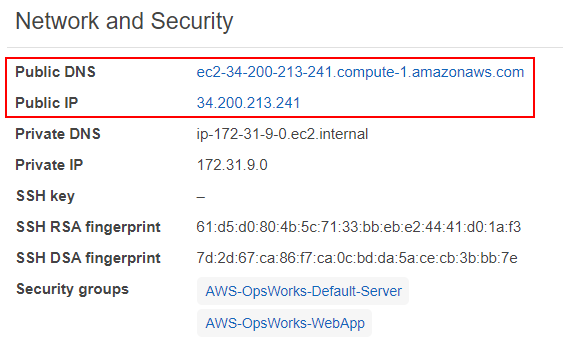 Network and Security
Public DNS ec2-34-200-213-241.compute-1.amazonaws.com
Public IP 34.200.213.241
Private DNS ip-172-31-9-0.ec2.internal
Private IP 172.31.9.0
SSH key –
SSH RSA fingerprint 61:d5:d0:80:4b:5c:71:33:bb:eb:e2:44:41:d0:1a:f3
SSH DSA fingerprint 7d:2d:67:ca:86:f7:ca:0c:bd:da:5a:ce:cb:3b:bb:7e
Security groups AWS-OpsWorks-Default-Server
AWS-OpsWorks-WebApp